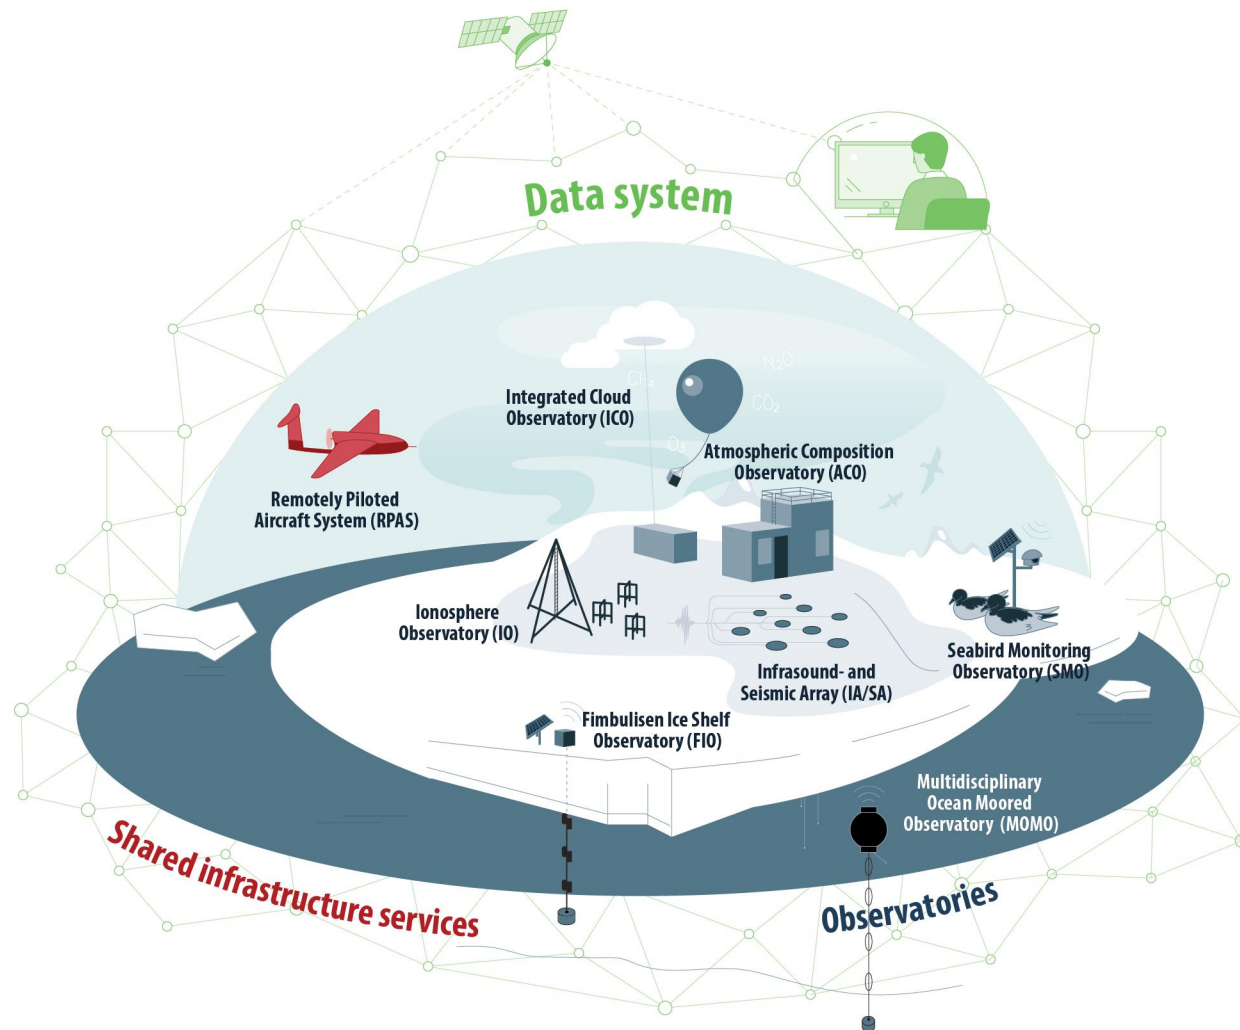 Data system
N₂O
CH₄
CO₂
O₃
Integrated Cloud
Observatory (ICO)
Atmospheric Composition
Observatory (ACO)
Remotely Piloted
Aircraft System (RPAS)
Ionosphere
Observatory (IO)
Seabird Monitoring
Observatory (SMO)
Infrasound- and
Seismic Array (IA/SA)
Fimbulisen Ice Shelf
Observatory (FIO)
Multidisciplinary
Ocean Moored
Observatory (MOMO)
Shared infrastructure services
Observatories